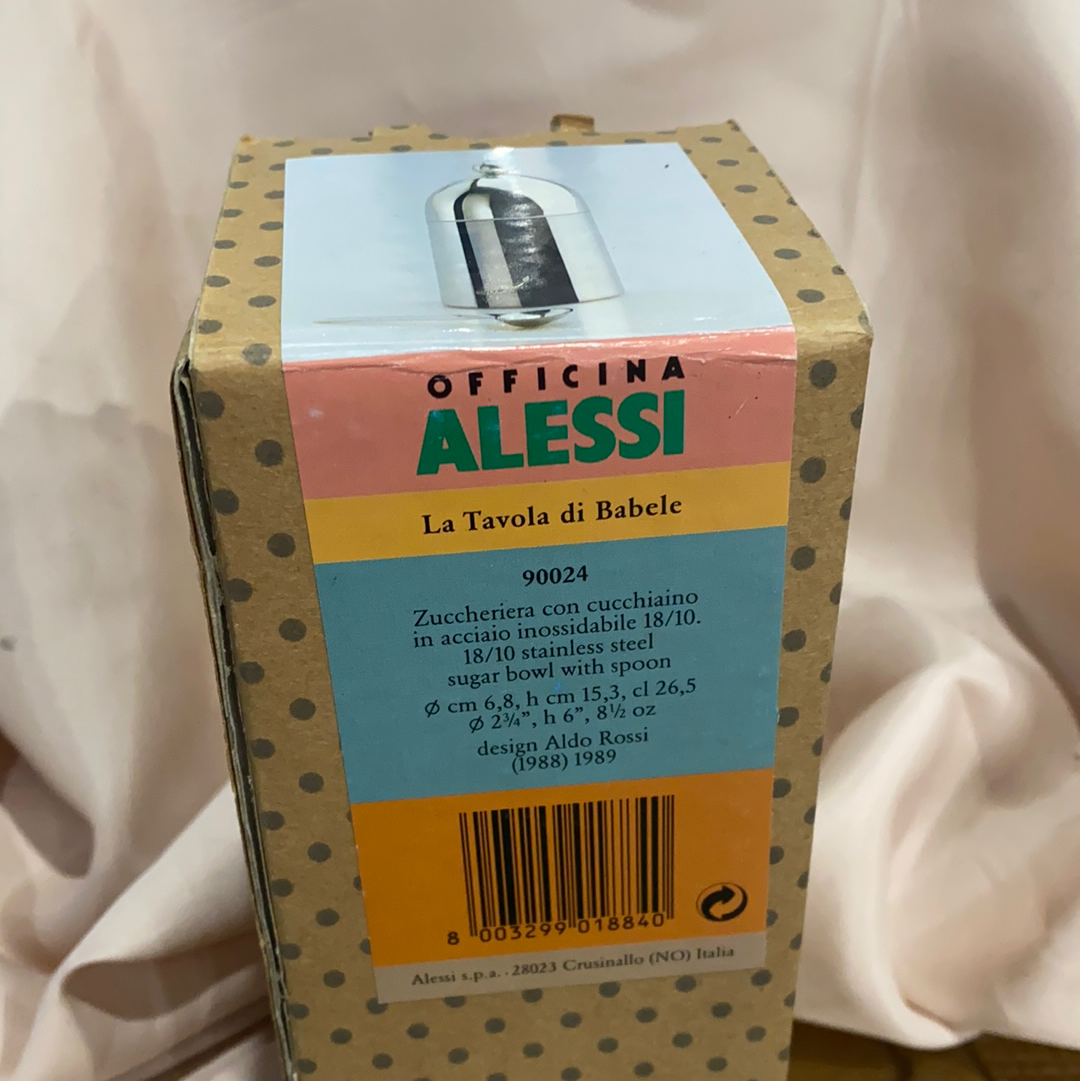 OFFICINA
ALESSI
La Tavola di Babele
90024
Zuccheriera con cucchiaino
in acciaio inossidabile 18/10.
18/10 stainless steel
sugar bowl with spoon
Ø cm 6,8, h cm 15,3, cl 26,5
Ø 2¾”, h 6”, 8½ oz
design Aldo Rossi
(1988) 1989
8 003299 018840
Alessi s.p.a. . 28023 Crusinallo (NO) Italia